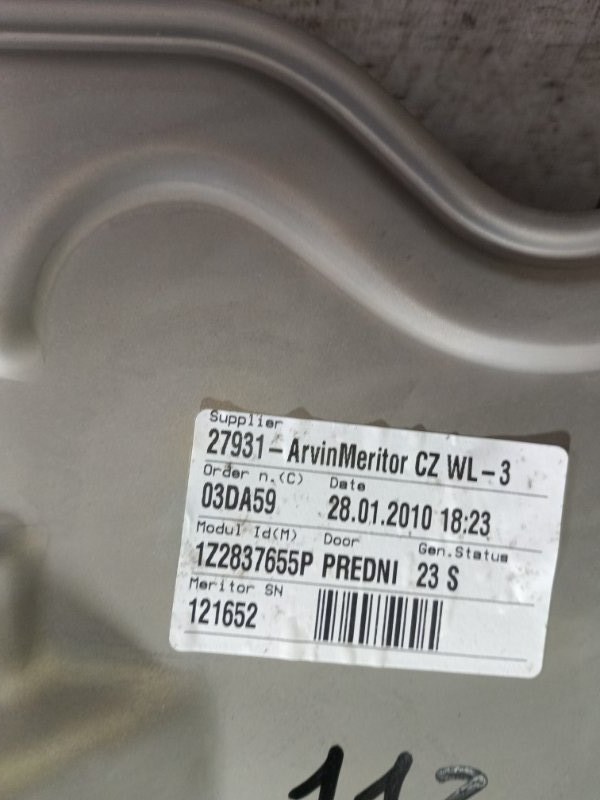 Supplier
27931-ArvinMeritor CZ WL-3
Order n.(C) Date
03DA59 28.01.2010 18:23
Modul Id(M) Door Gen.Status
1Z2837655P PREDNI 23 S
Meritor SN
121652